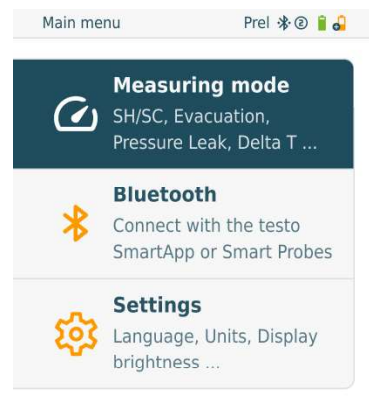 Main menu Prel ②
Measuring mode
SH/SC, Evacuation,
Pressure Leak, Delta T ...
Bluetooth
Connect with the testo
SmartApp or Smart Probes
Settings
Language, Units, Display
brightness ...